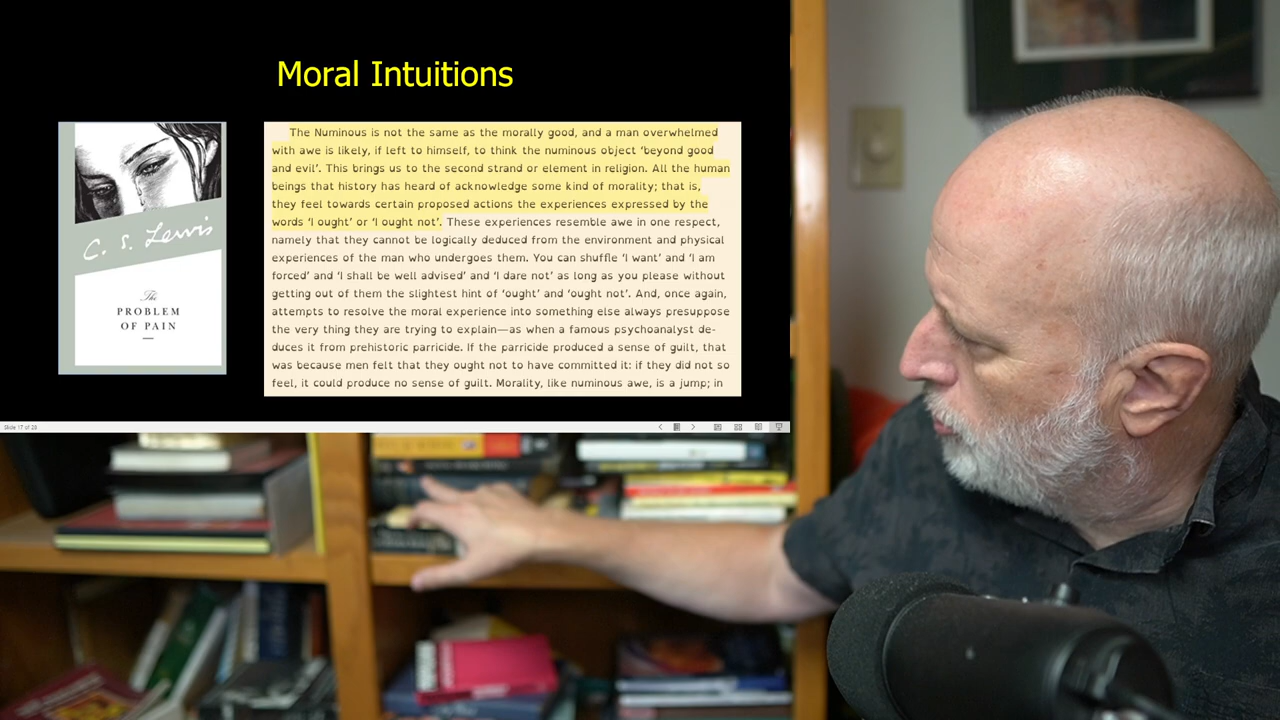 Moral Intuitions
C. S. Lewis
The
PROBLEM
OF PAIN
The Numinous is not the same as the morally good, and a man overwhelmed
with awe is likely, if left to himself, to think the numinous object ‘beyond good
and evil’. This brings us to the second strand or element in religion. All the human
beings that history has heard of acknowledge some kind of morality; that is,
they feel towards certain proposed actions the experiences expressed by the
words ‘I ought’ or ‘I ought not’. These experiences resemble awe in one respect,
namely that they cannot be logically deduced from the environment and physical
experiences of the man who undergoes them. You can shuffle ‘I want’ and ‘I am
forced’ and ‘I shall be well advised’ and ‘I dare not’ as long as you please without
getting out of them the slightest hint of ‘ought’ and ‘ought not’. And, once again,
attempts to resolve the moral experience into something else always presuppose
the very thing they are trying to explain—as when a famous psychoanalyst de-
duces it from prehistoric parricide. If the parricide produced a sense of guilt, that
was because men felt that they ought not to have committed it: if they did not so
feel, it could produce no sense of guilt. Morality, like numinous awe, is a jump; in
Slide 17 of 28